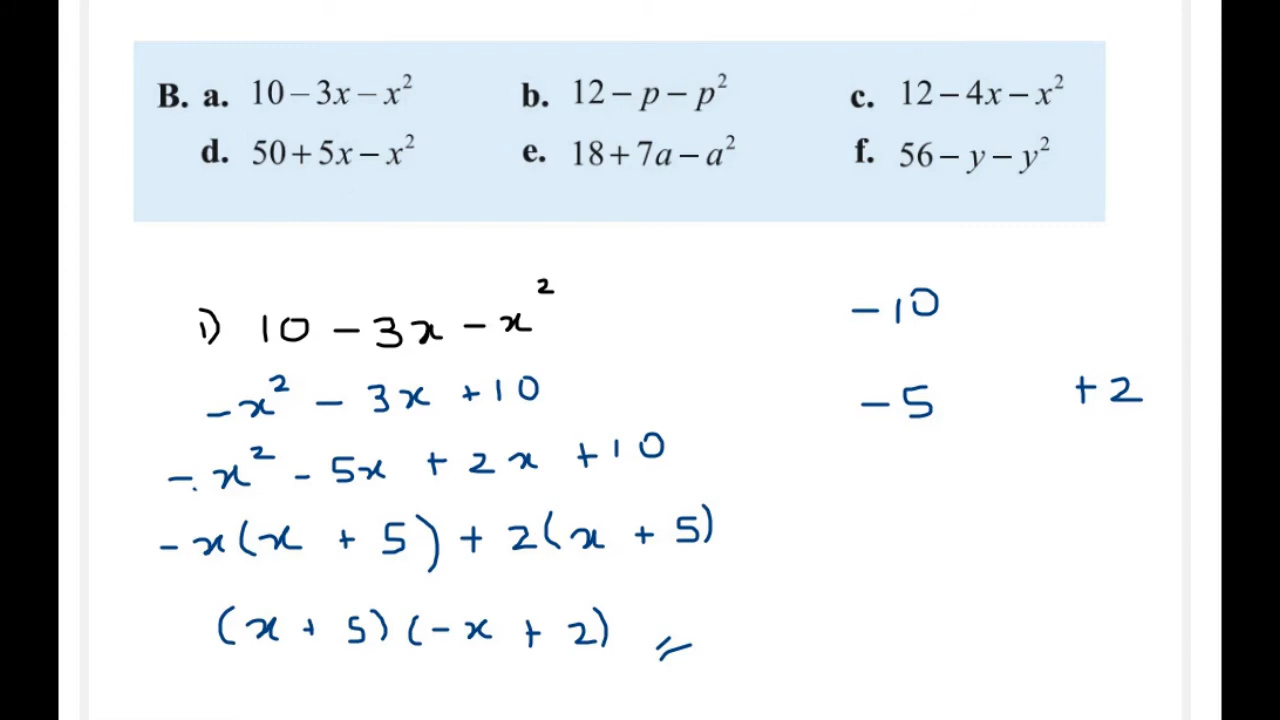 B. a. 10 – 3x – x² b. 12 – p – p² c. 12 – 4x – x²
d. 50 + 5x – x² e. 18 + 7a – a² f. 56 – y – y²
i) 10 – 3x – x² – 10
– x² – 3x + 10 – 5 + 2
– x² – 5x + 2x + 10
– x(x + 5) + 2(x + 5)
(x + 5)(– x + 2)